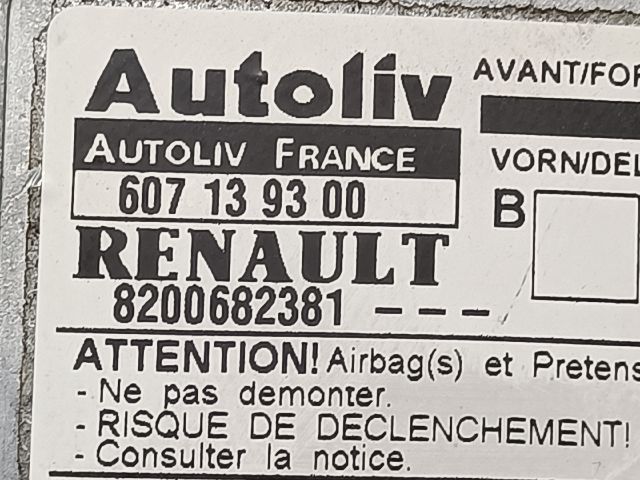 Autoliv
AVANT/FOR
AUTOLIV FRANCE
607 13 93 00
VORN/DEL
B
RENAULT
8200682381 ---
ATTENTION! Airbag(s) et Pretens
- Ne pas demonter.
- RISQUE DE DECLENCHEMENT!
- Consulter la notice.